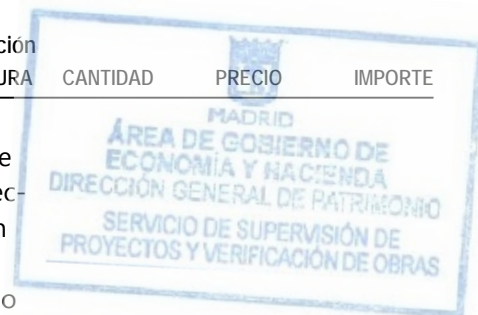 ción
URA CANTIDAD PRECIO IMPORTE
MADRID
ÁREA DE GOBIERNO DE
ECONOMÍA Y HACIENDA
DIRECCIÓN GENERAL DE PATRIMONIO
SERVICIO DE SUPERVISIÓN DE
PROYECTOS Y VERIFICACIÓN DE OBRAS
e
ec-
n
o